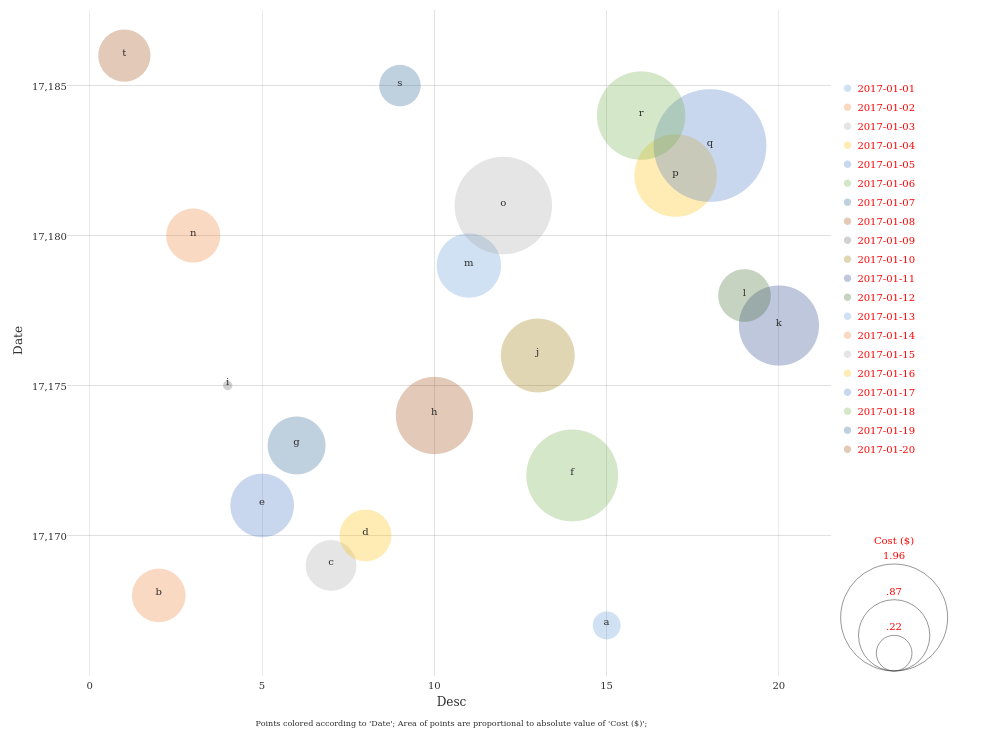 t
s
17,185
r
q
p
o
n
17,180
m
l
k
Date
j
i
17,175
h
g
f
e
d
17,170
c
b
a
0
5
10
15
20
Desc
2017-01-01
2017-01-02
2017-01-03
2017-01-04
2017-01-05
2017-01-06
2017-01-07
2017-01-08
2017-01-09
2017-01-10
2017-01-11
2017-01-12
2017-01-13
2017-01-14
2017-01-15
2017-01-16
2017-01-17
2017-01-18
2017-01-19
2017-01-20
Cost ($)
1.96
.87
.22
Points colored according to 'Date'; Area of points are proportional to absolute value of 'Cost ($)';